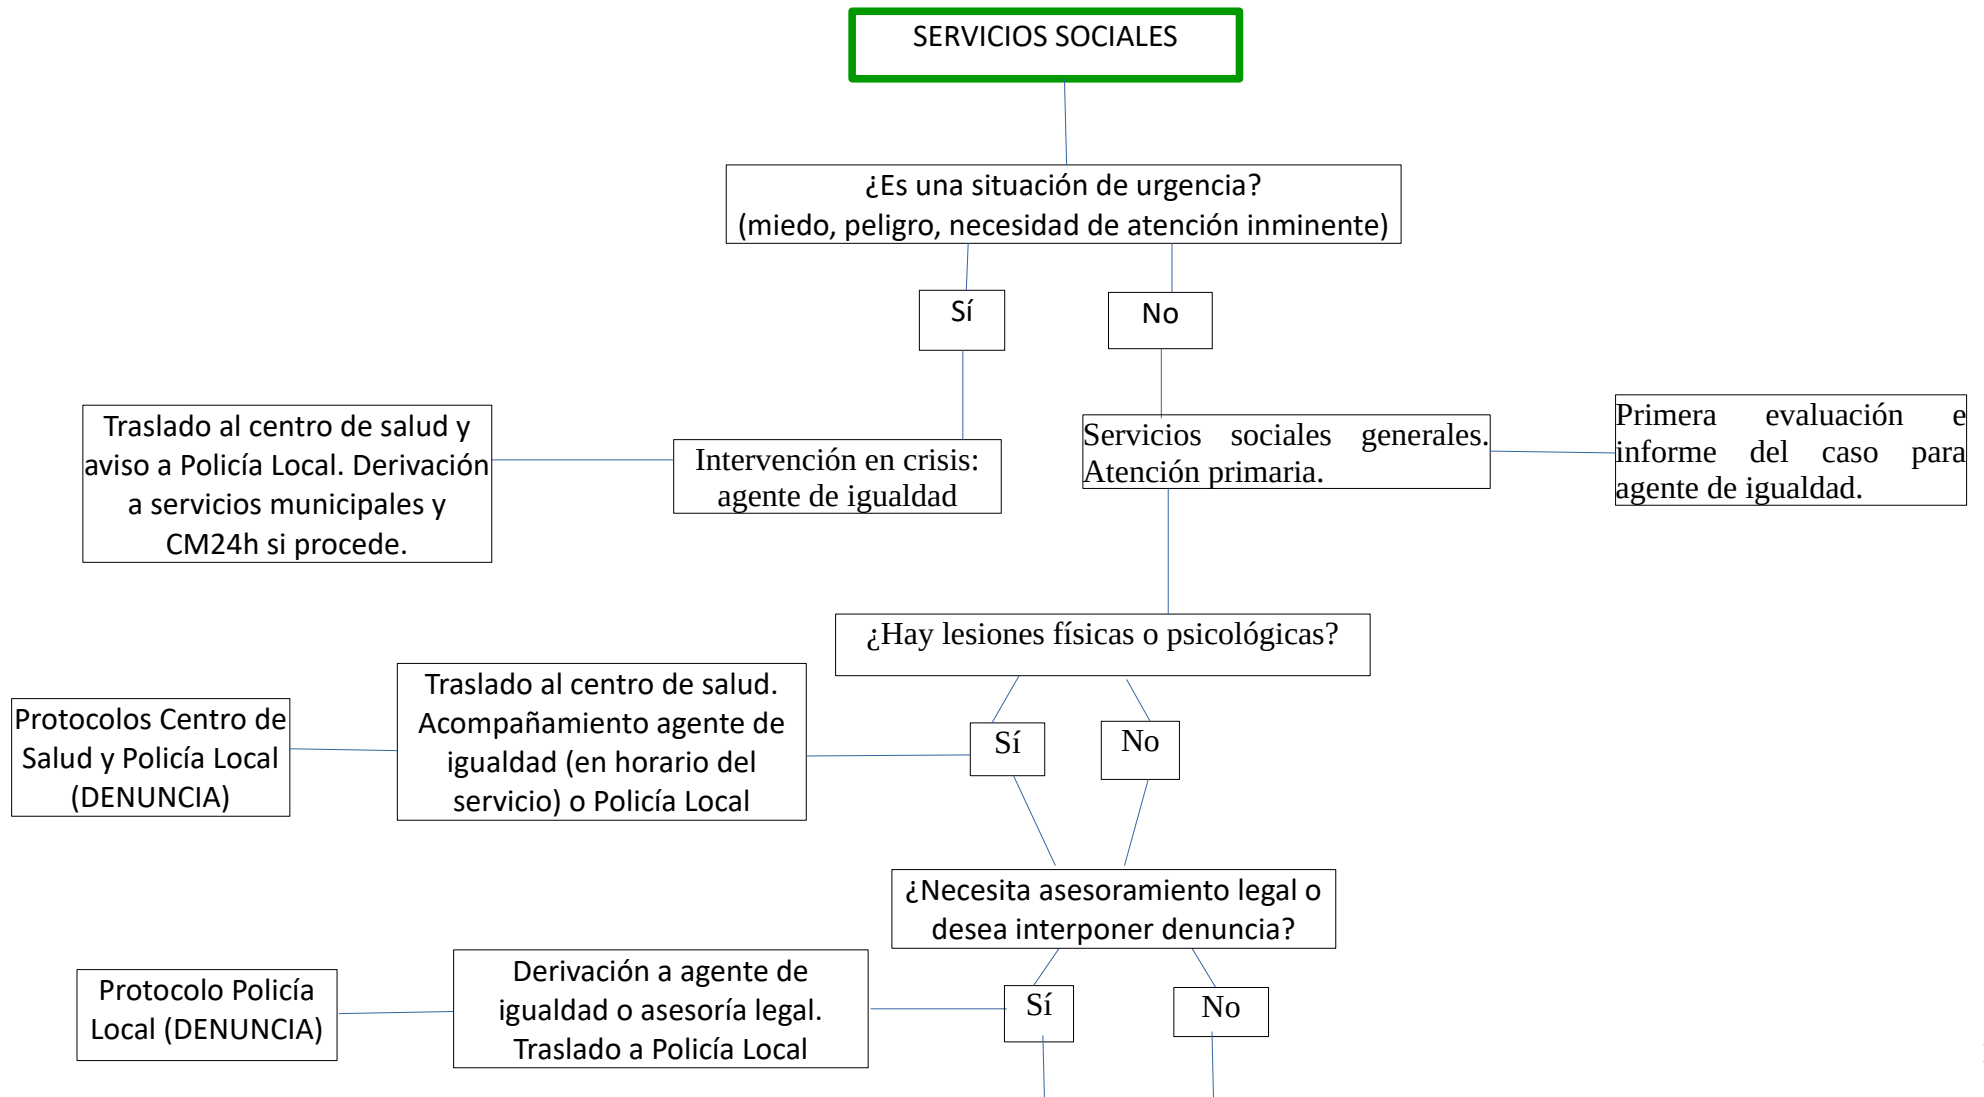 SERVICIOS SOCIALES
¿Es una situación de urgencia?
(miedo, peligro, necesidad de atención inminente)
Sí
No
Traslado al centro de salud y
aviso a Policía Local. Derivación
a servicios municipales y
CM24h si procede.
Intervención en crisis:
agente de igualdad
Servicios sociales generales.
Atención primaria.
Primera evaluación e
informe del caso para
agente de igualdad.
¿Hay lesiones físicas o psicológicas?
Protocolos Centro de
Salud y Policía Local
(DENUNCIA)
Traslado al centro de salud.
Acompañamiento agente de
igualdad (en horario del
servicio) o Policía Local
Sí
No
¿Necesita asesoramiento legal o
desea interponer denuncia?
Protocolo Policía
Local (DENUNCIA)
Derivación a agente de
igualdad o asesoría legal.
Traslado a Policía Local
Sí
No